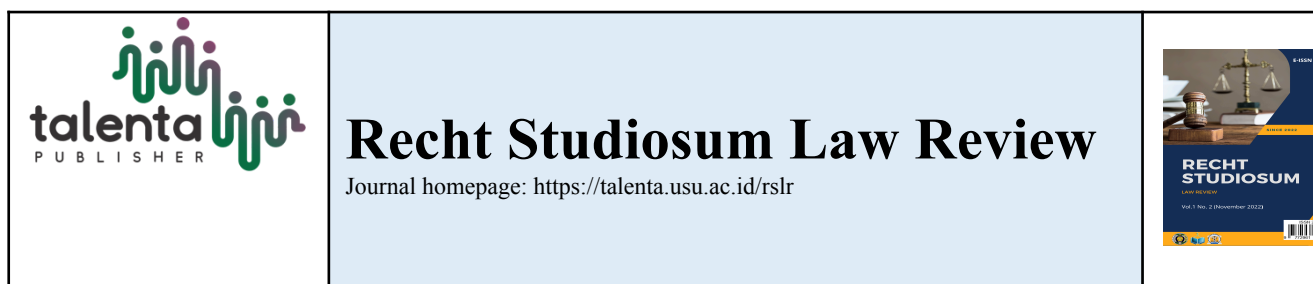 talenta
PUBLISHER
Recht Studiosum Law Review
Journal homepage: https://talenta.usu.ac.id/rslr
E-ISSN
SINCE 2022
RECHT
STUDIOSUM
LAW REVIEW
Vol.1 No. 2 (November 2022)